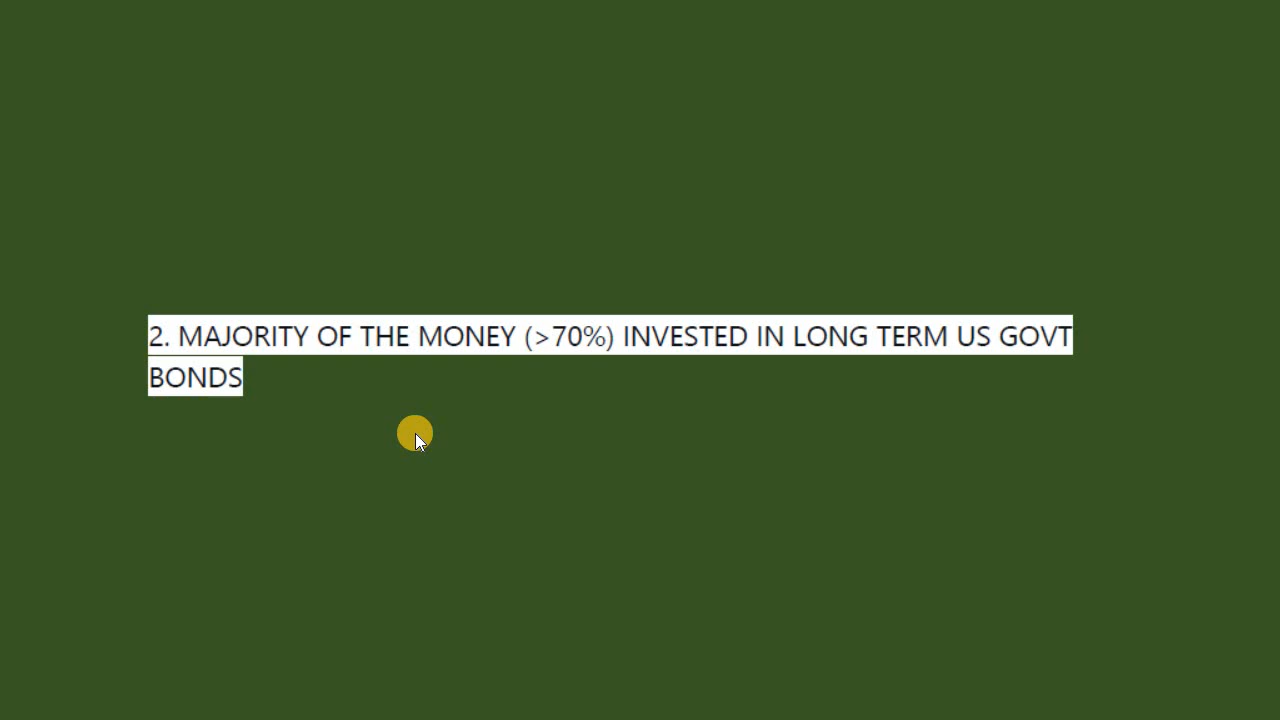 2. MAJORITY OF THE MONEY (>70%) INVESTED IN LONG TERM US GOVT
BONDS